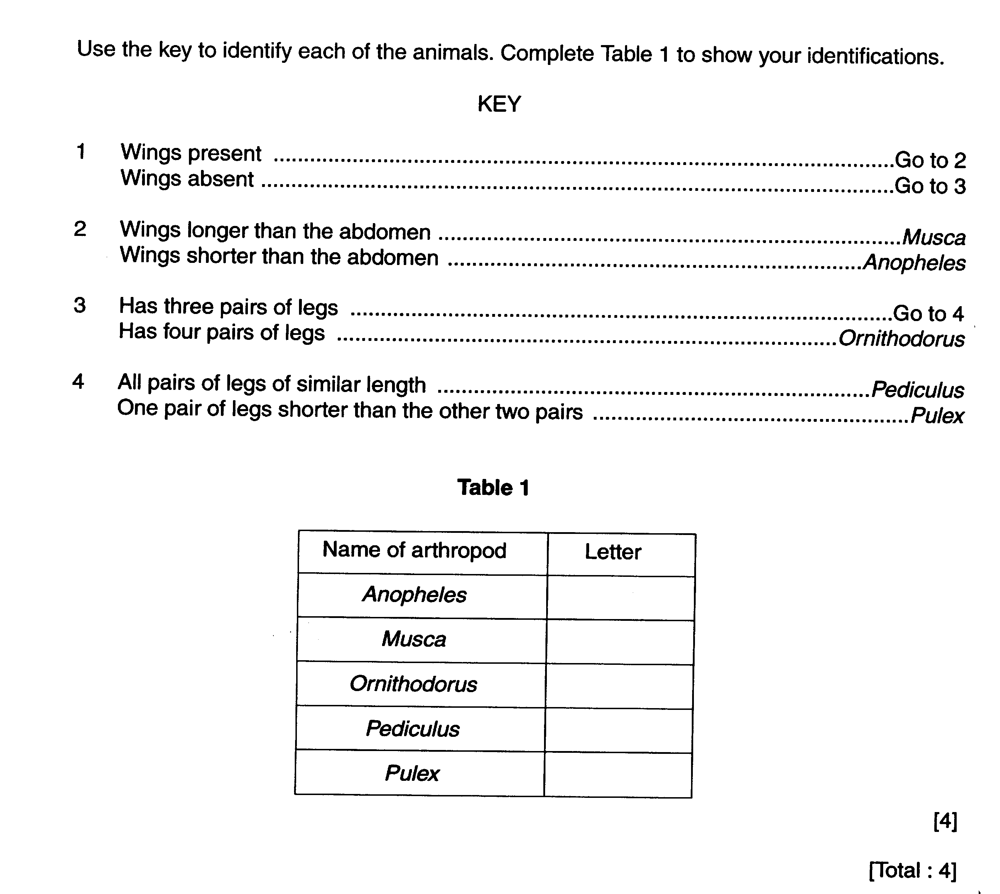 Use the key to identify each of the animals. Complete Table 1 to show your identifications.
KEY
1 Wings present ........................................ Go to 2
Wings absent ........................................ Go to 3
2 Wings longer than the abdomen ........................................ Musca
Wings shorter than the abdomen ........................................ Anopheles
3 Has three pairs of legs ........................................ Go to 4
Has four pairs of legs ........................................ Ornithodorus
4 All pairs of legs of similar length ........................................ Pediculus
One pair of legs shorter than the other two pairs ........................................ Pulex
Table 1
Name of arthropod Letter
Anopheles
Musca
Ornithodorus
Pediculus
Pulex
[4]
[Total : 4]